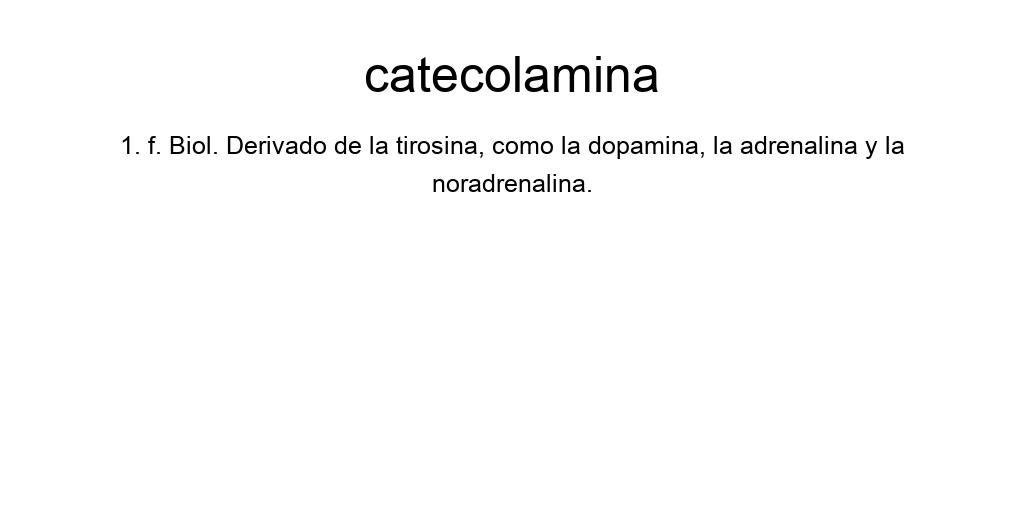 catecolamina
1. f. Biol. Derivado de la tirosina, como la dopamina, la adrenalina y la
noradrenalina.